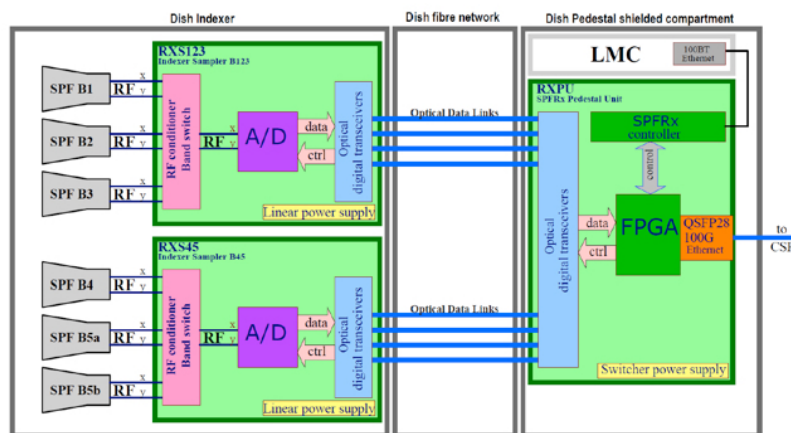 Dish Indexer
Dish fibre network
Dish Pedestal shielded compartment
RXS123
Indexer Sampler B123
SPF B1
x
RF y
SPF B2
x
RF y
SPF B3
x
RF y
RF conditioner
Band switch
x
RF y
A/D
data
ctrl
Optical
digital transceivers
Linear power supply
Optical Data Links
LMC
100BT
Ethernet
RXPU
SPFRx Pedestal Unit
SPFRx
controller
control
Optical
digital transceivers
data
ctrl
FPGA
QSFP28
100G
Ethernet
to
CSP
Switcher power supply
RXS45
Indexer Sampler B45
SPF B4
x
RF y
SPF B5a
x
RF y
SPF B5b
x
RF y
RF conditioner
Band switch
x
RF y
A/D
data
ctrl
Optical
digital transceivers
Linear power supply
Optical Data Links